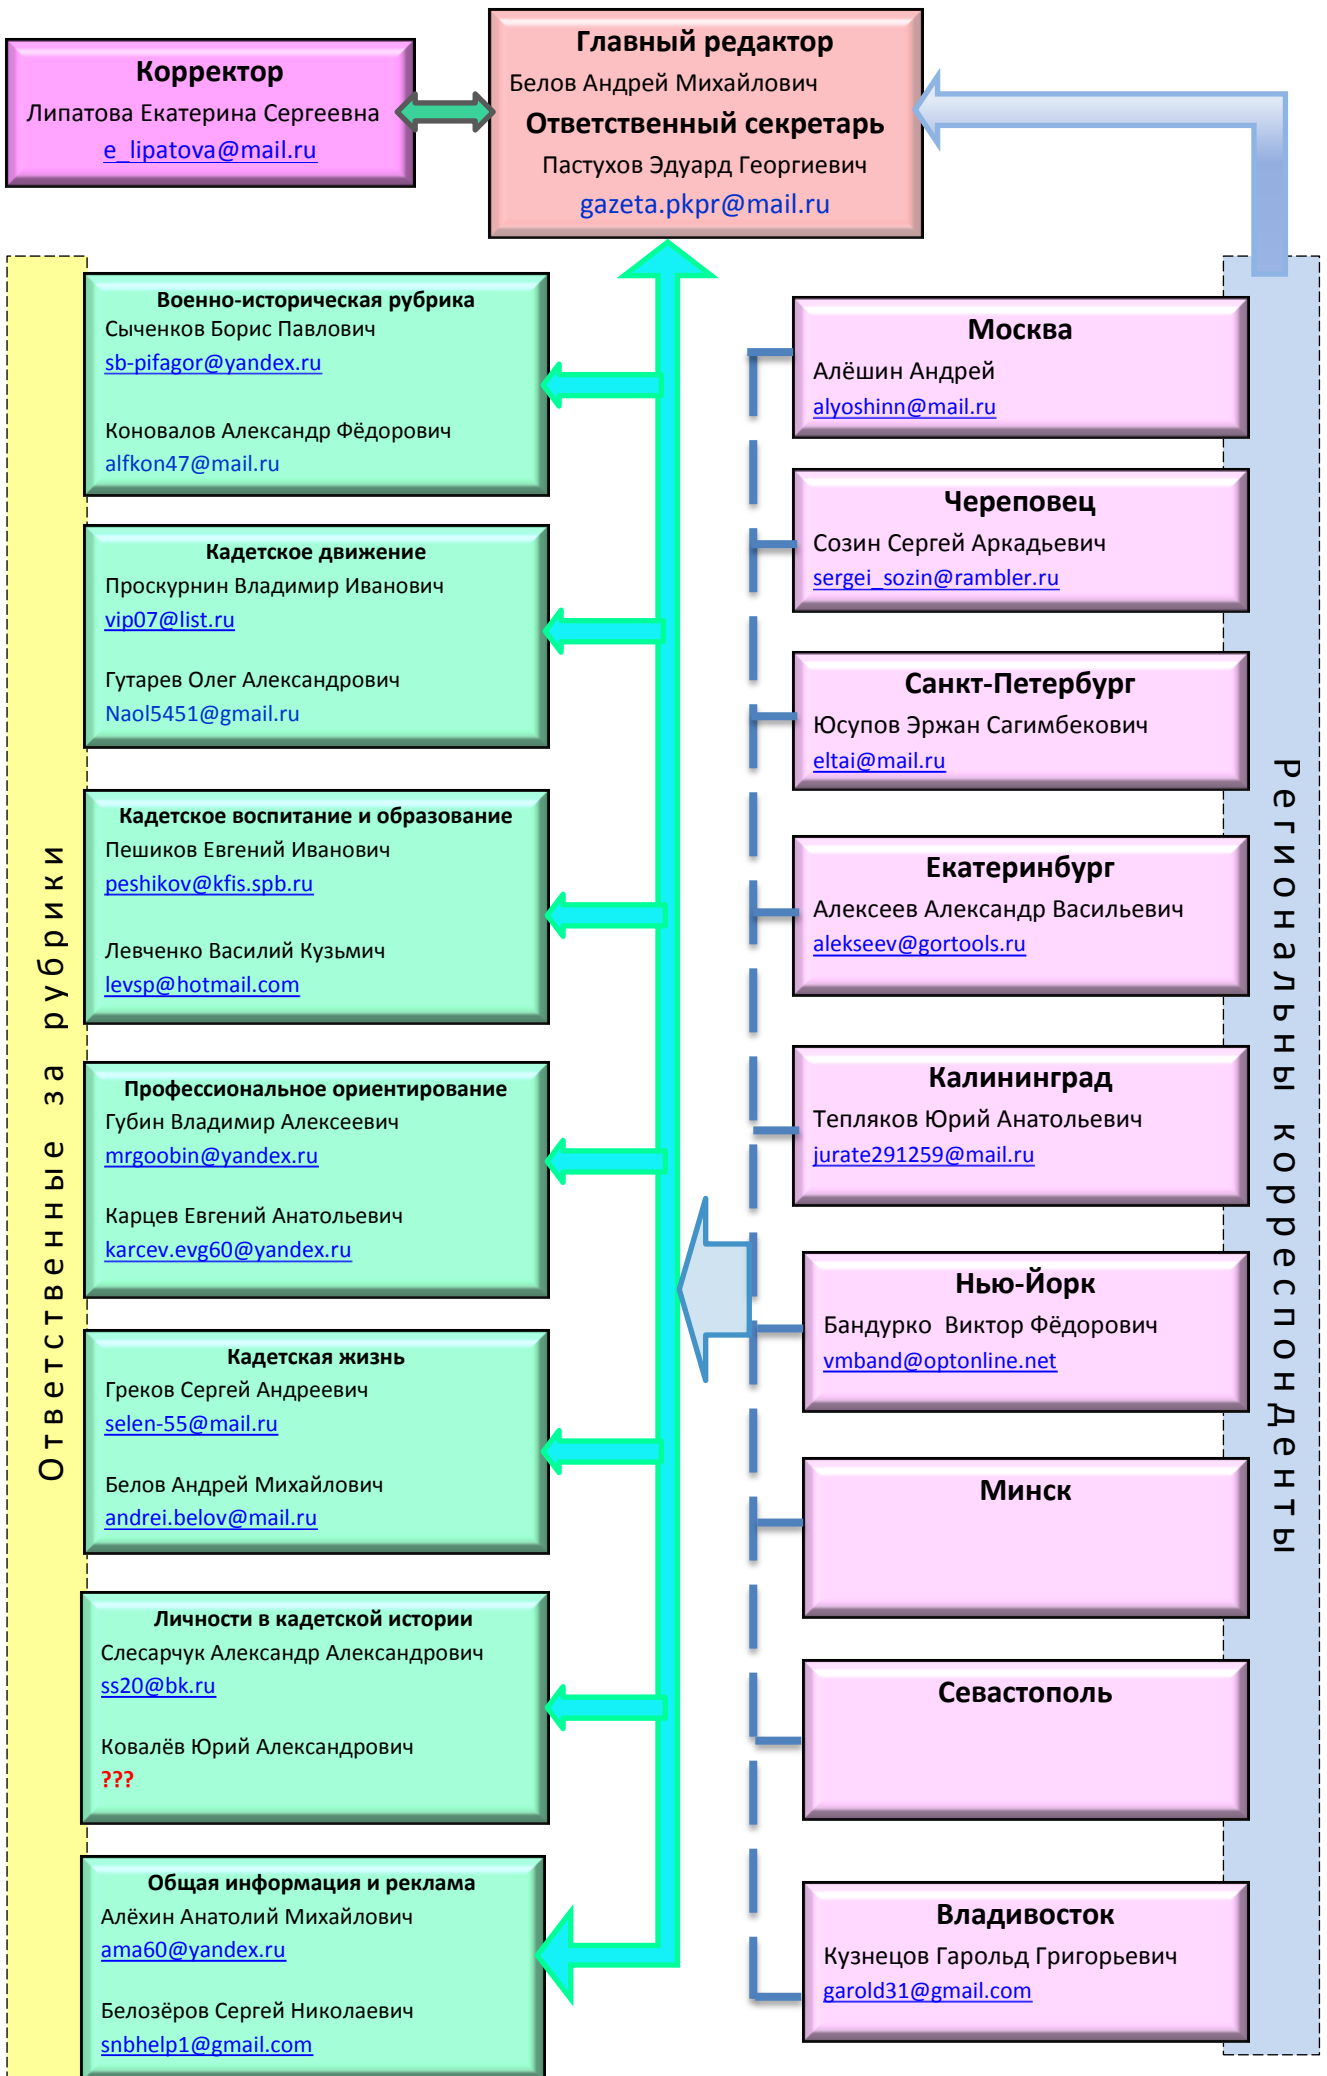 Корректор
Липатова Екатерина Сергеевна
e_lipatova@mail.ru
Главный редактор
Белов Андрей Михайлович
Ответственный секретарь
Пастухов Эдуард Георгиевич
gazeta.pkpr@mail.ru
Ответственные за рубрики
Военно-историческая рубрика
Сыченков Борис Павлович
sb-pifagor@yandex.ru
Коновалов Александр Фёдорович
alfkon47@mail.ru
Кадетское движение
Проскурнин Владимир Иванович
vip07@list.ru
Гутарев Олег Александрович
Naol5451@gmail.ru
Кадетское воспитание и образование
Пешиков Евгений Иванович
peshikov@kfis.spb.ru
Левченко Василий Кузьмич
levsp@hotmail.com
Профессиональное ориентирование
Губин Владимир Алексеевич
mrgoobin@yandex.ru
Карцев Евгений Анатольевич
karcev.evg60@yandex.ru
Кадетская жизнь
Греков Сергей Андреевич
selen-55@mail.ru
Белов Андрей Михайлович
andrei.belov@mail.ru
Личности в кадетской истории
Слесарчук Александр Александрович
ss20@bk.ru
Ковалёв Юрий Александрович
???
Общая информация и реклама
Алёхин Анатолий Михайлович
ama60@yandex.ru
Белозёров Сергей Николаевич
snbhelp1@gmail.com
Москва
Алёшин Андрей
alyoshinn@mail.ru
Череповец
Созин Сергей Аркадьевич
sergei_sozin@rambler.ru
Санкт-Петербург
Юсупов Эржан Сагимбекович
eltai@mail.ru
Екатеринбург
Алексеев Александр Васильевич
alekseev@gortools.ru
Калининград
Тепляков Юрий Анатольевич
jurate291259@mail.ru
Нью-Йорк
Бандурко  Виктор Фёдорович
vmband@optonline.net
Минск
Севастополь
Владивосток
Кузнецов Гарольд Григорьевич
garold31@gmail.com
Региональны корреспонденты